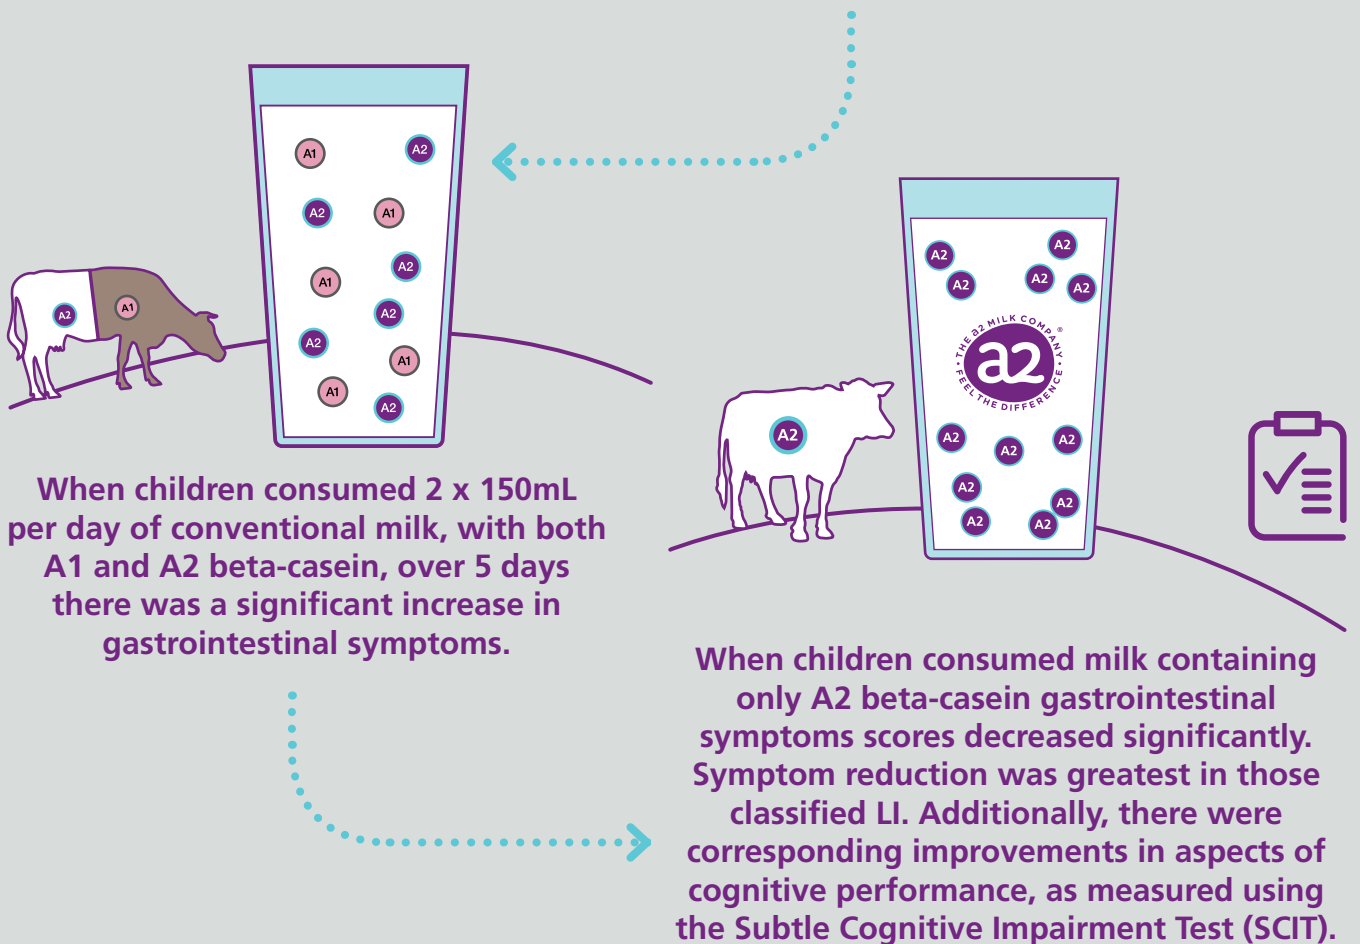 A1
A2
A2
A1
A2
A1
A2
A2
A1
A1
A2
A2
A1
When children consumed 2 x 150mL
per day of conventional milk, with both
A1 and A2 beta-casein, over 5 days
there was a significant increase in
gastrointestinal symptoms.
A2
A2
A2
A2
A2
THE a2 MILK COMPANY
®
a2
FEEL THE DIFFERENCE
A2
A2
A2
A2
A2
A2
A2
A2
A2
When children consumed milk containing
only A2 beta-casein gastrointestinal
symptoms scores decreased significantly.
Symptom reduction was greatest in those
classified LI. Additionally, there were
corresponding improvements in aspects of
cognitive performance, as measured using
the Subtle Cognitive Impairment Test (SCIT).